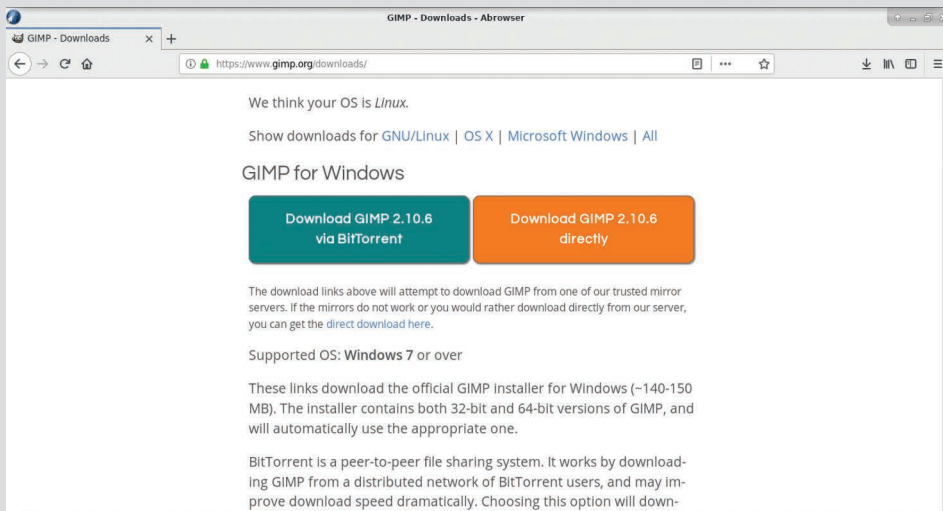 GIMP - Downloads - Abrowser
GIMP - Downloads
https://www.gimp.org/downloads/
We think your OS is Linux.
Show downloads for GNU/Linux | OS X | Microsoft Windows | All
GIMP for Windows
Download GIMP 2.10.6
via BitTorrent
Download GIMP 2.10.6
directly
The download links above will attempt to download GIMP from one of our trusted mirror
servers. If the mirrors do not work or you would rather download directly from our server,
you can get the direct download here.
Supported OS: Windows 7 or over
These links download the official GIMP installer for Windows (~140-150
MB). The installer contains both 32-bit and 64-bit versions of GIMP, and
will automatically use the appropriate one.
BitTorrent is a peer-to-peer file sharing system. It works by download-
ing GIMP from a distributed network of BitTorrent users, and may im-
prove download speed dramatically. Choosing this option will down-